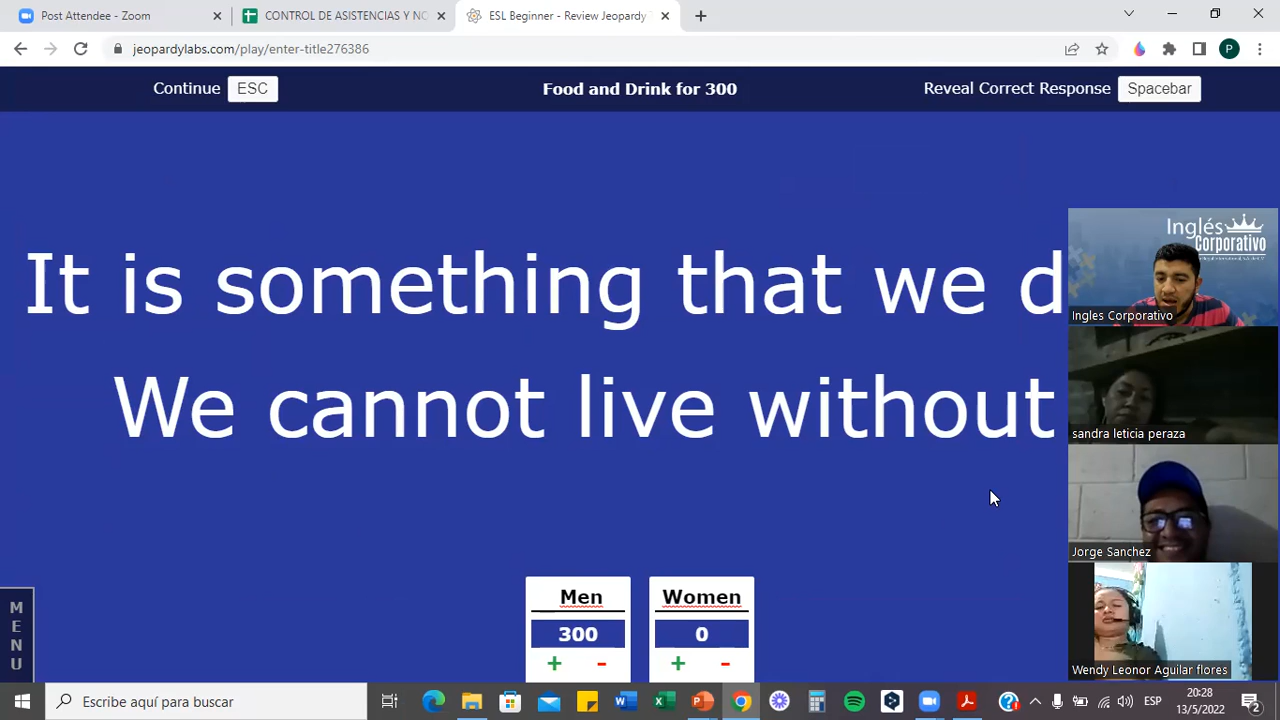 Post Attendee - Zoom
CONTROL DE ASISTENCIAS Y NO
ESL Beginner - Review Jeopardy
jeopardylabs.com/play/enter-title276386
P
Continue ESC
Food and Drink for 300
Reveal Correct Response Spacebar
It is something that we d
We cannot live without
Inglés
Corporativo
Ingles Corporativo
sandra leticia peraza
Jorge Sanchez
Wendy Leonor Aguilar flores
MENU
Men
300
+ -
Women
0
+ -
Escribe aquí para buscar
ESP
20:28
13/5/2022
2